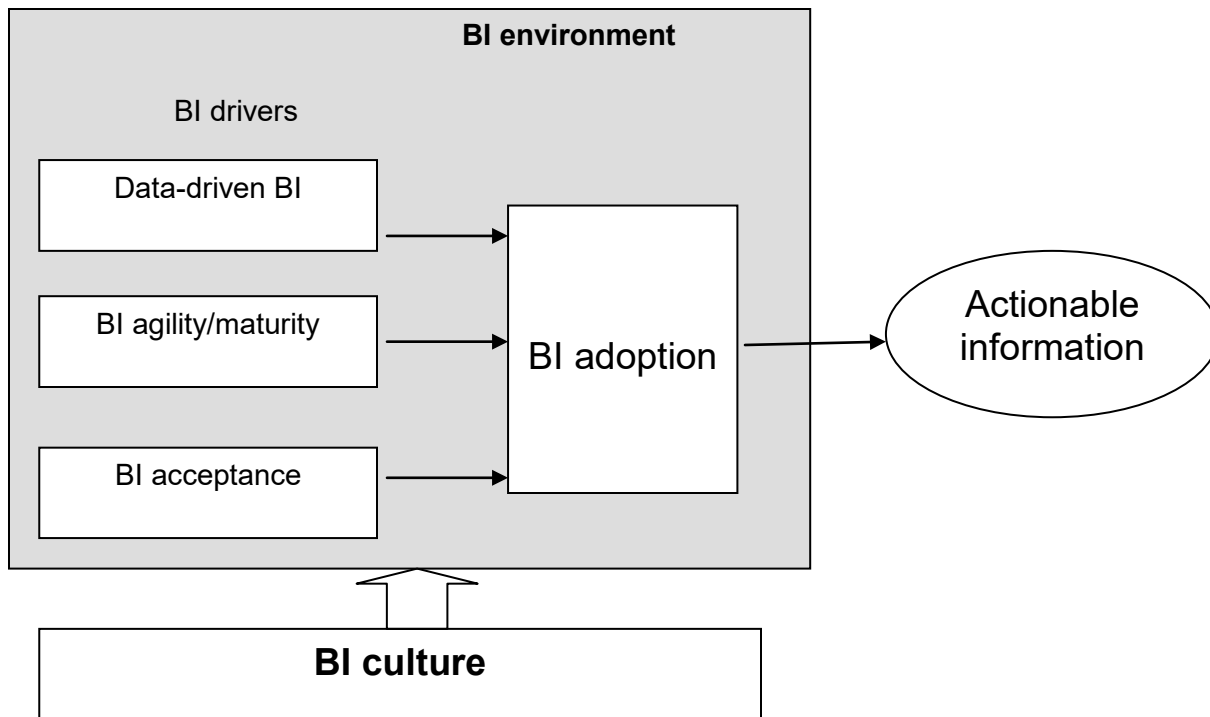 BI environment
BI drivers
Data-driven BI
BI agility/maturity
BI acceptance
BI adoption
Actionable
information
BI culture